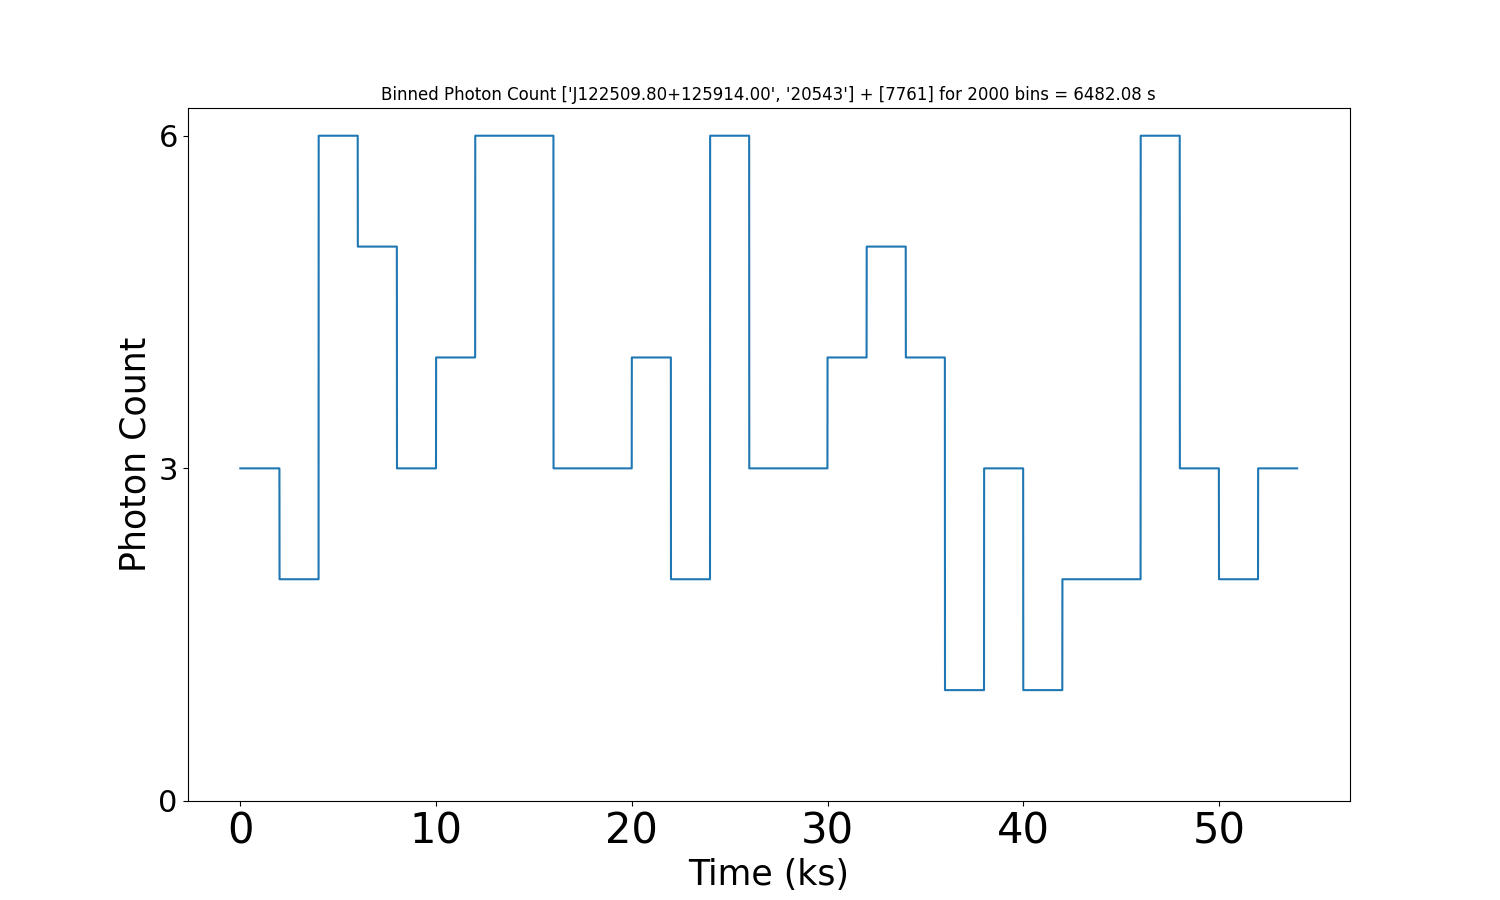 Binned Photon Count ['J122509.80+125914.00', '20543'] + [7761] for 2000 bins = 6482.08 s
6
3
0
Photon Count
0 10 20 30 40 50
Time (ks)